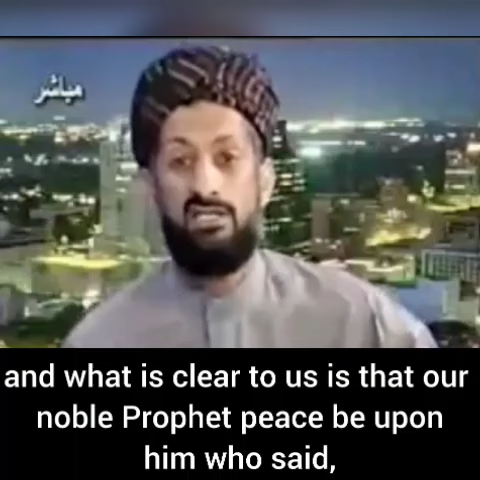 مباشر
and what is clear to us is that our
noble Prophet peace be upon
him who said,